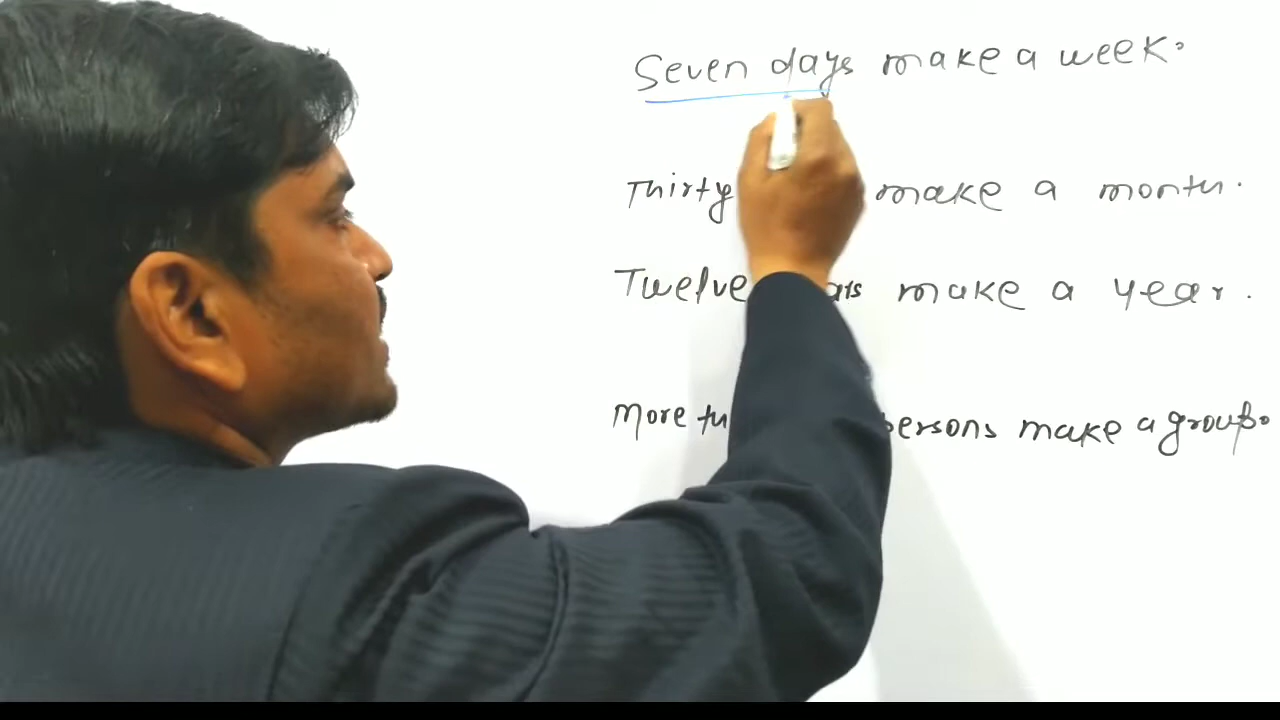 Seven days make a week.
Thirty make a month.
Twelve make a year.
More persons make a group.